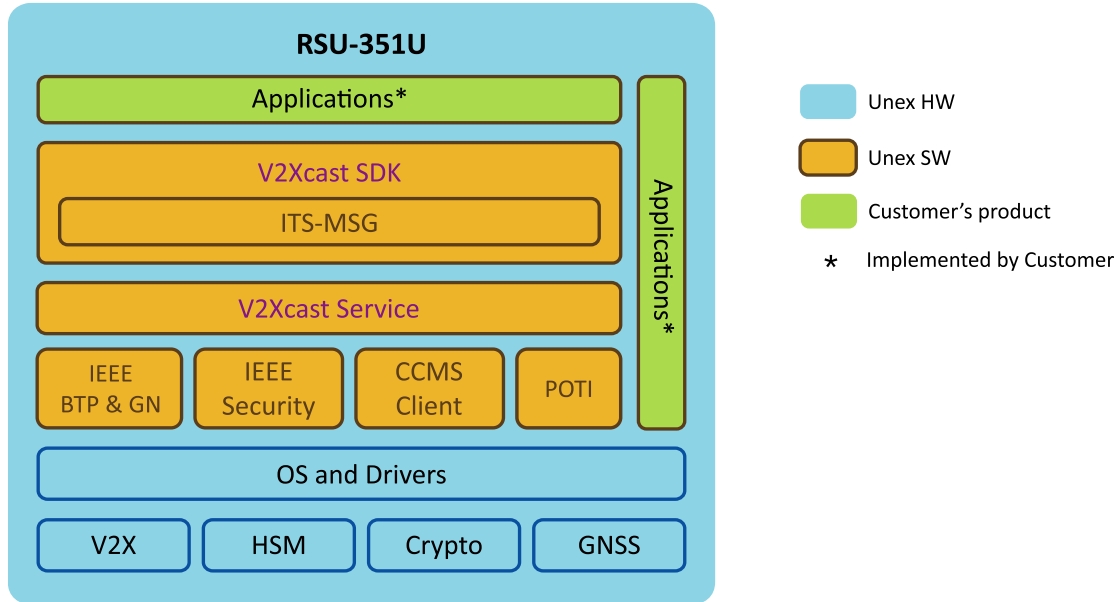 RSU-351U
Applications*
V2Xcast SDK
ITS-MSG
V2Xcast Service
IEEE
BTP & GN
IEEE
Security
CCMS
Client
POTI
Applications*
OS and Drivers
V2X
HSM
Crypto
GNSS
Unex HW
Unex SW
Customer’s product
* Implemented by Customer